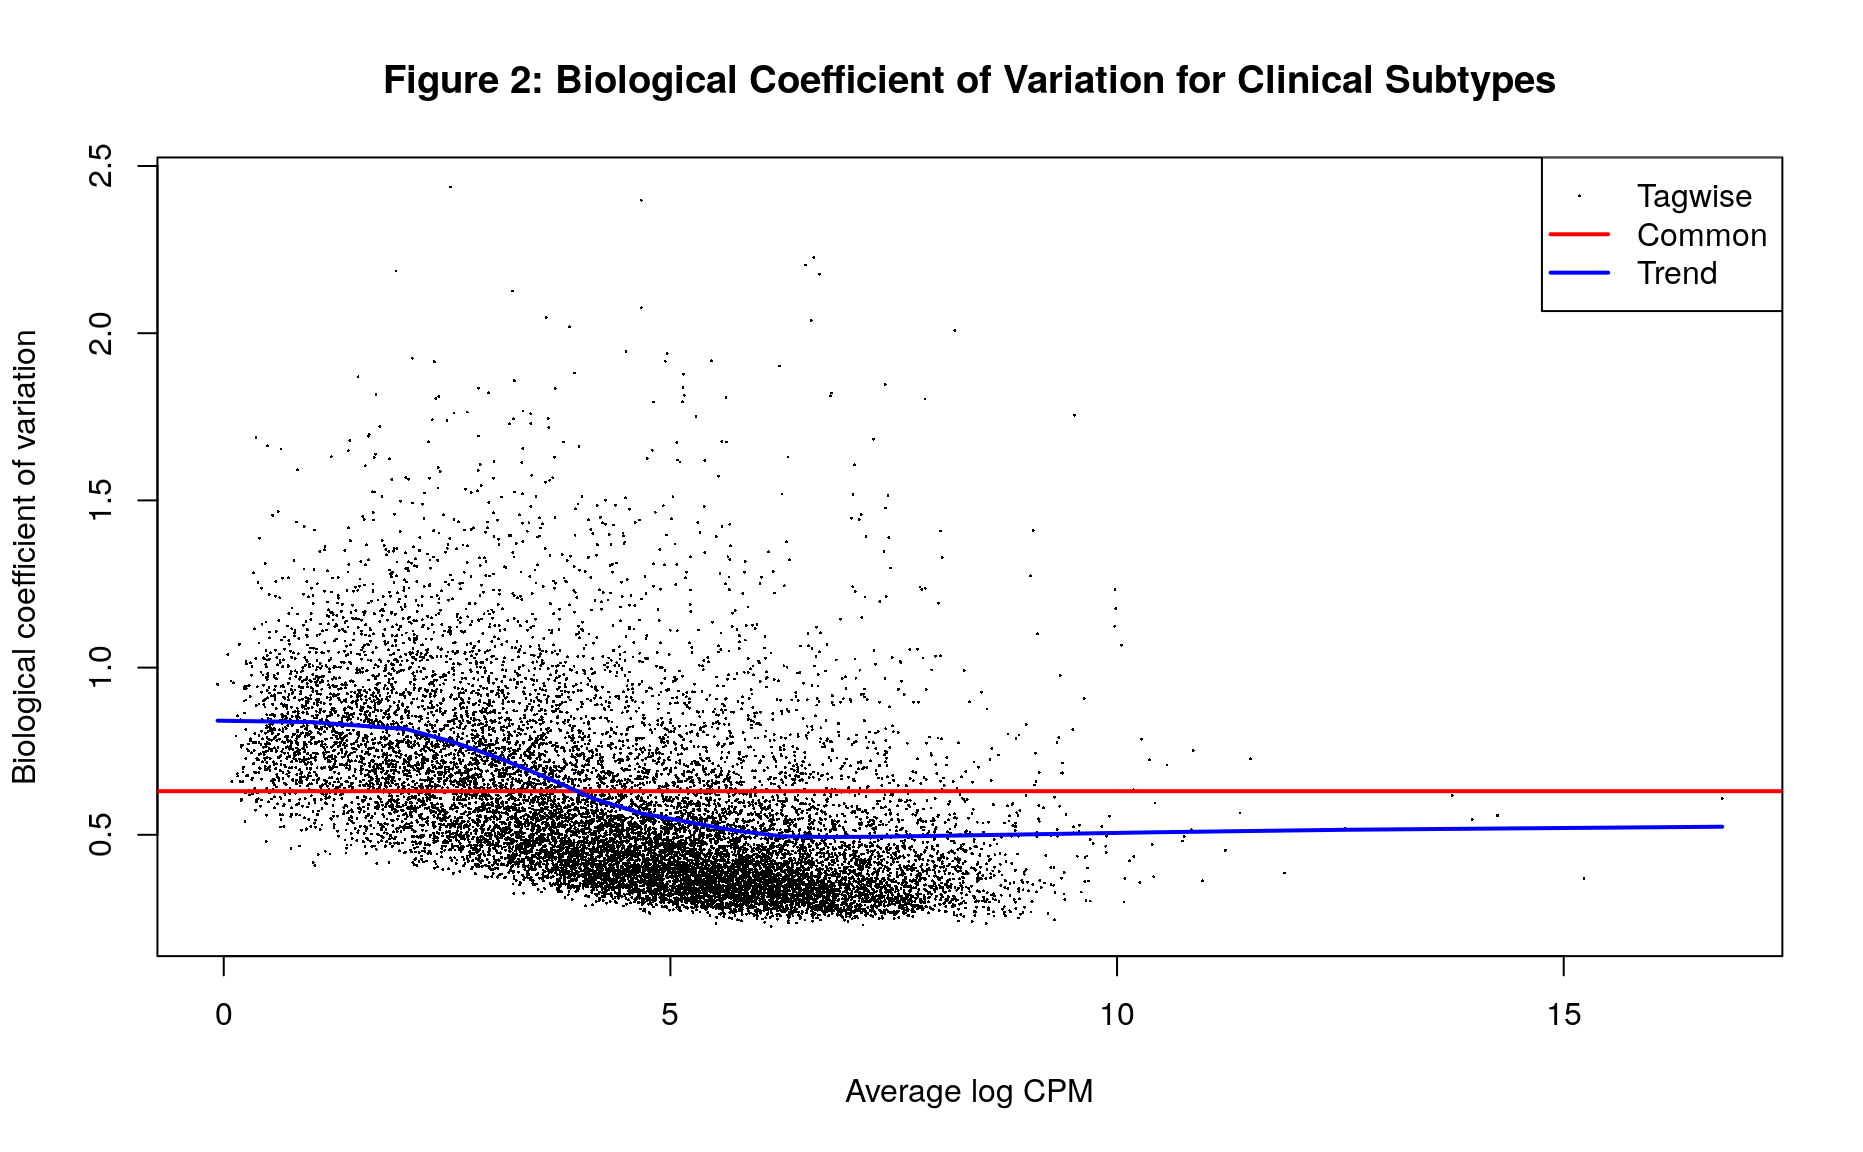 Figure 2: Biological Coefficient of Variation for Clinical Subtypes
Biological coefficient of variation
2.5
2.0
1.5
1.0
0.5
Tagwise
Common
Trend
0 5 10 15
Average log CPM